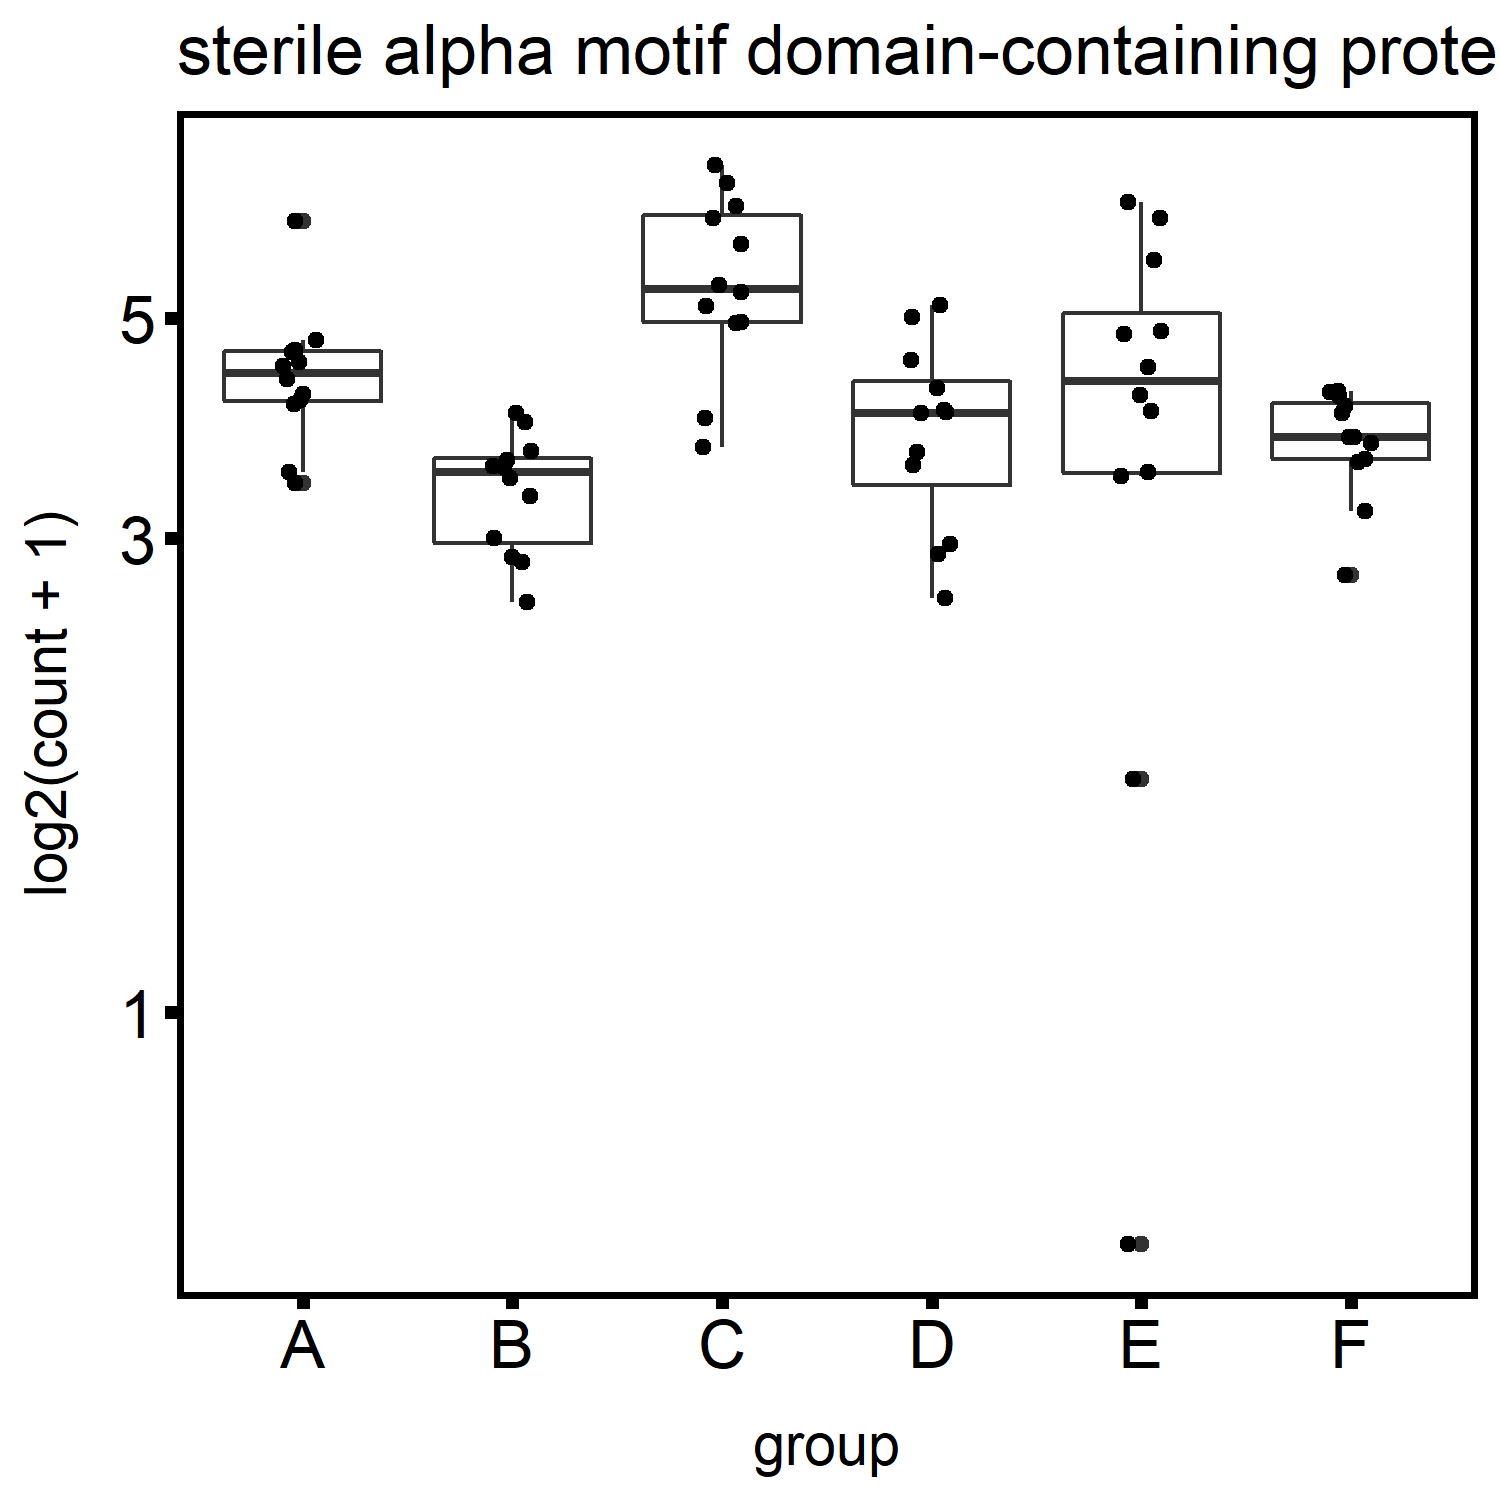 sterile alpha motif domain-containing prote
log2(count + 1)
5
3
1
A B C D E F
group